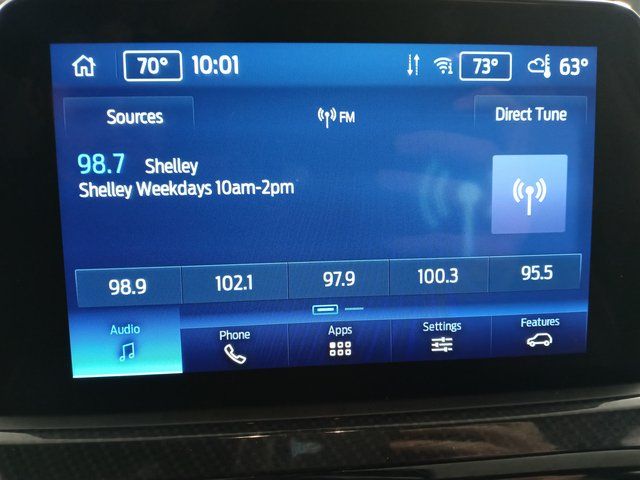 70° 10:01 73° 63°
Sources FM Direct Tune
98.7 Shelley
Shelley Weekdays 10am-2pm
98.9 102.1 97.9 100.3 95.5
Audio Phone Apps Settings Features